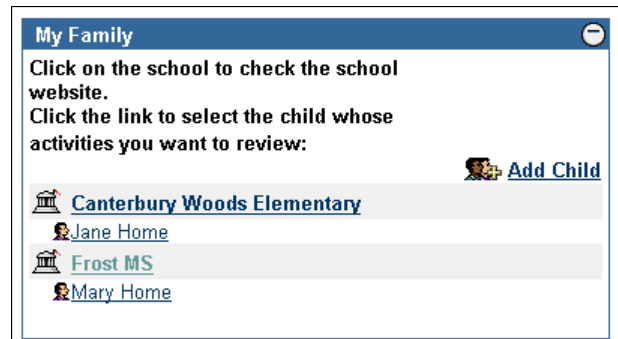 My Family
Click on the school to check the school
website.
Click the link to select the child whose
activities you want to review:
Add Child
Canterbury Woods Elementary
Jane Home
Frost MS
Mary Home